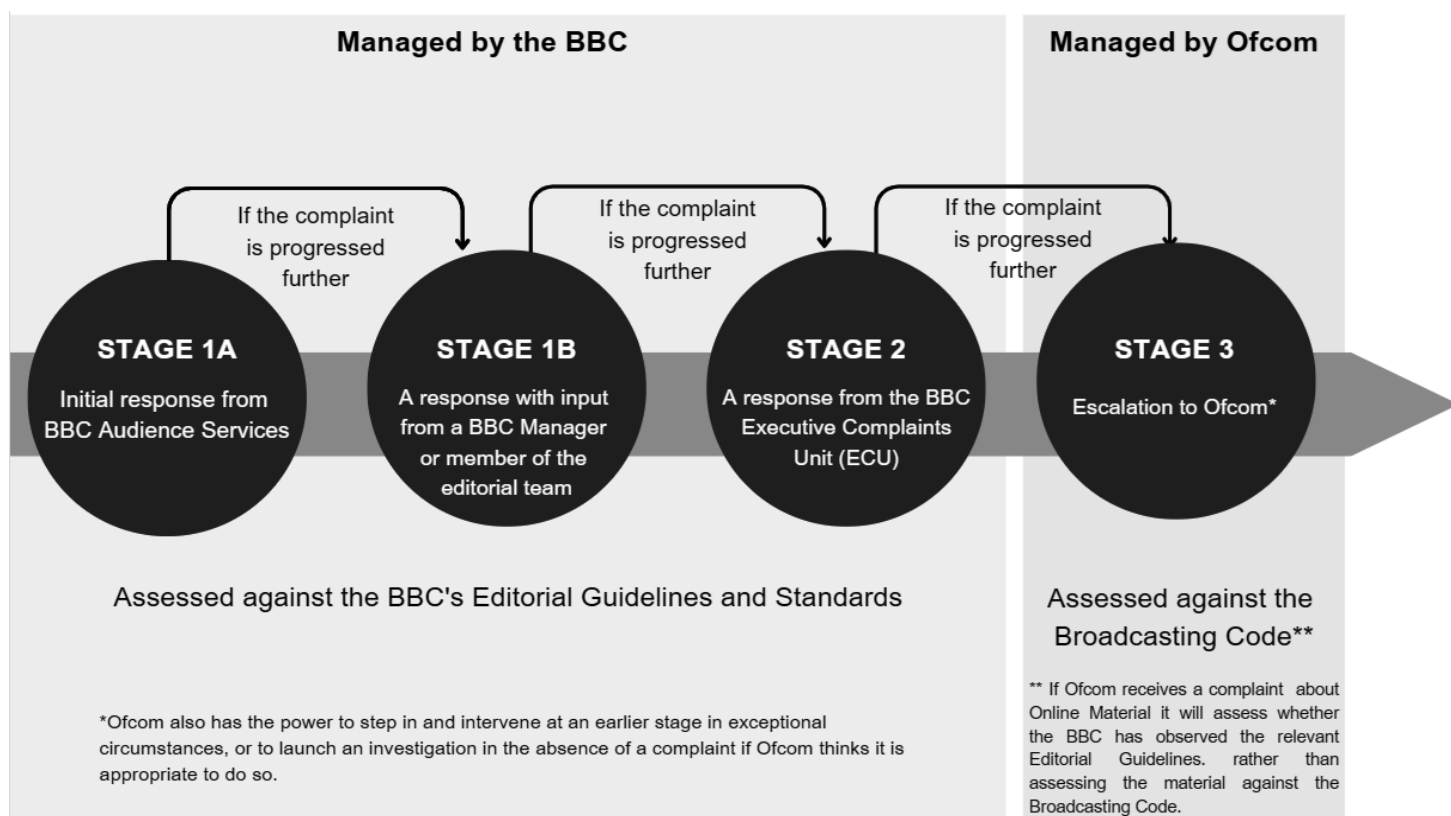 Managed by the BBC
Managed by Ofcom
If the complaint
is progressed
further
If the complaint
is progressed
further
If the complaint
is progressed
further
STAGE 1A
Initial response from
BBC Audience Services
STAGE 1B
A response with input
from a BBC Manager
or member of the
editorial team
STAGE 2
A response from the BBC
Executive Complaints
Unit (ECU)
STAGE 3
Escalation to Ofcom*
Assessed against the BBC's Editorial Guidelines and Standards
Assessed against the
Broadcasting Code**
*Ofcom also has the power to step in and intervene at an earlier stage in exceptional
circumstances, or to launch an investigation in the absence of a complaint if Ofcom thinks it is
appropriate to do so.
** If Ofcom receives a complaint about
Online Material it will assess whether
the BBC has observed the relevant
Editorial Guidelines. rather than
assessing the material against the
Broadcasting Code.